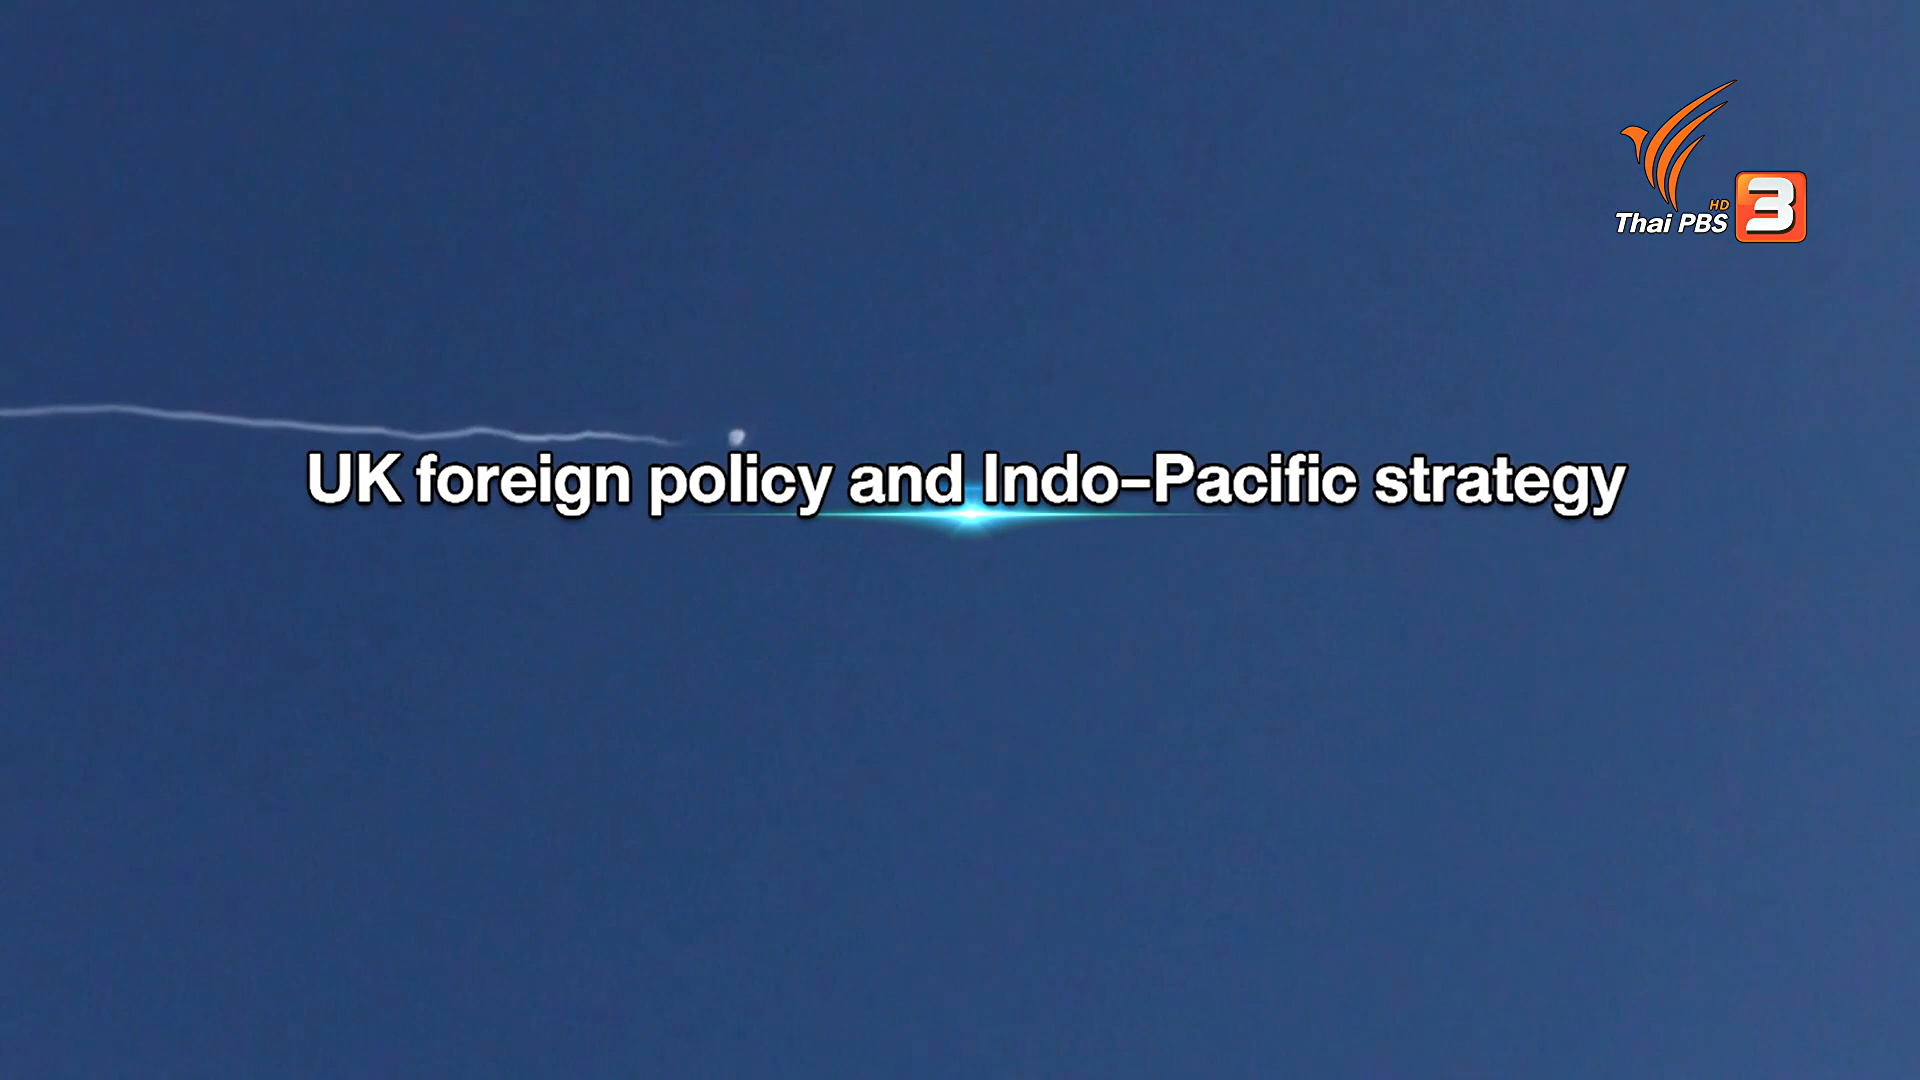 HD
Thai PBS 3
UK foreign policy and Indo-Pacific strategy